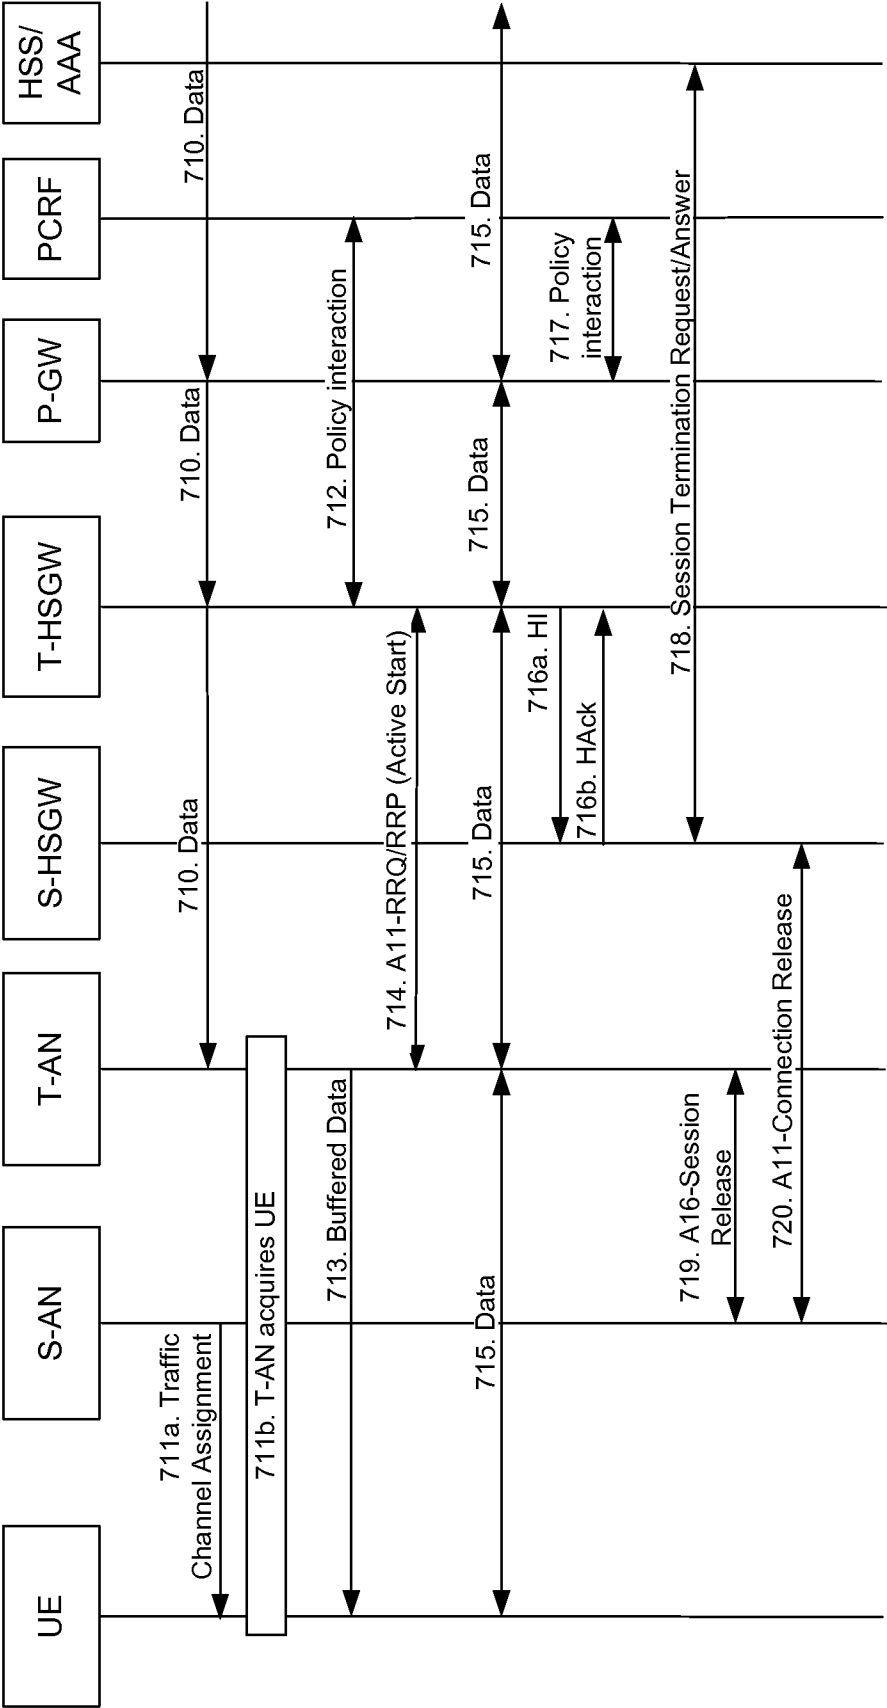 UE
S-AN
T-AN
S-HSGW
T-HSGW
P-GW
PCRF
HSS/
AAA
710. Data
710. Data
710. Data
711a. Traffic
Channel Assignment
711b. T-AN acquires UE
712. Policy interaction
713. Buffered Data
714. A11-RRQ/RRP (Active Start)
715. Data
715. Data
715. Data
715. Data
716a. HI
716b. HAck
717. Policy
interaction
718. Session Termination Request/Answer
719. A16-Session
Release
720. A11-Connection Release